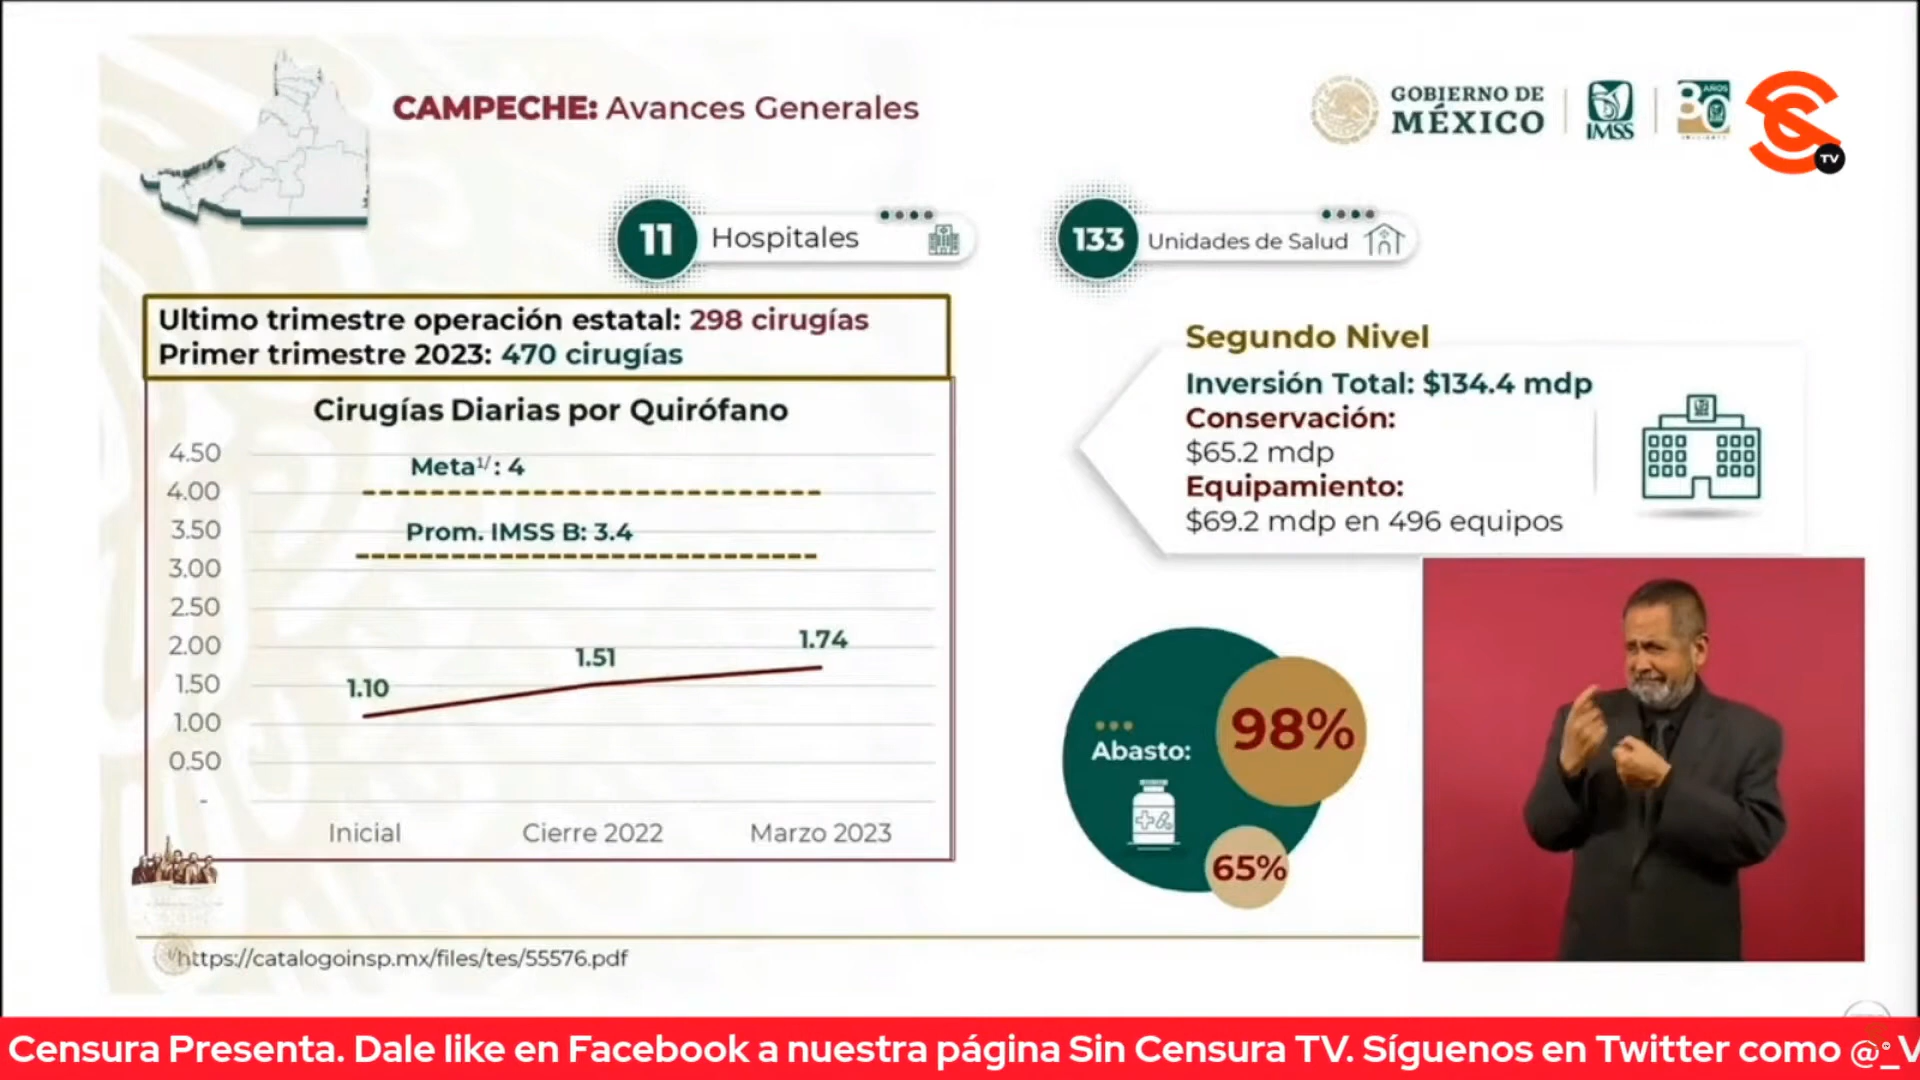 CAMPECHE: Avances Generales
GOBIERNO DE
MÉXICO
IMSS
80
AÑOS
TV
11 Hospitales
133 Unidades de Salud
Ultimo trimestre operación estatal: 298 cirugías
Primer trimestre 2023: 470 cirugías
Cirugías Diarias por Quirófano
4.50
4.00
3.50
3.00
2.50
2.00
1.50
1.00
0.50
-
Meta¹/: 4
Prom. IMSS B: 3.4
1.10
1.51
1.74
Inicial
Cierre 2022
Marzo 2023
Segundo Nivel
Inversión Total: $134.4 mdp
Conservación:
$65.2 mdp
Equipamiento:
$69.2 mdp en 496 equipos
Abasto:
98%
65%
¹/https://catalogoinsp.mx/files/tes/55576.pdf
Censura Presenta. Dale like en Facebook a nuestra página Sin Censura TV. Síguenos en Twitter como @_V